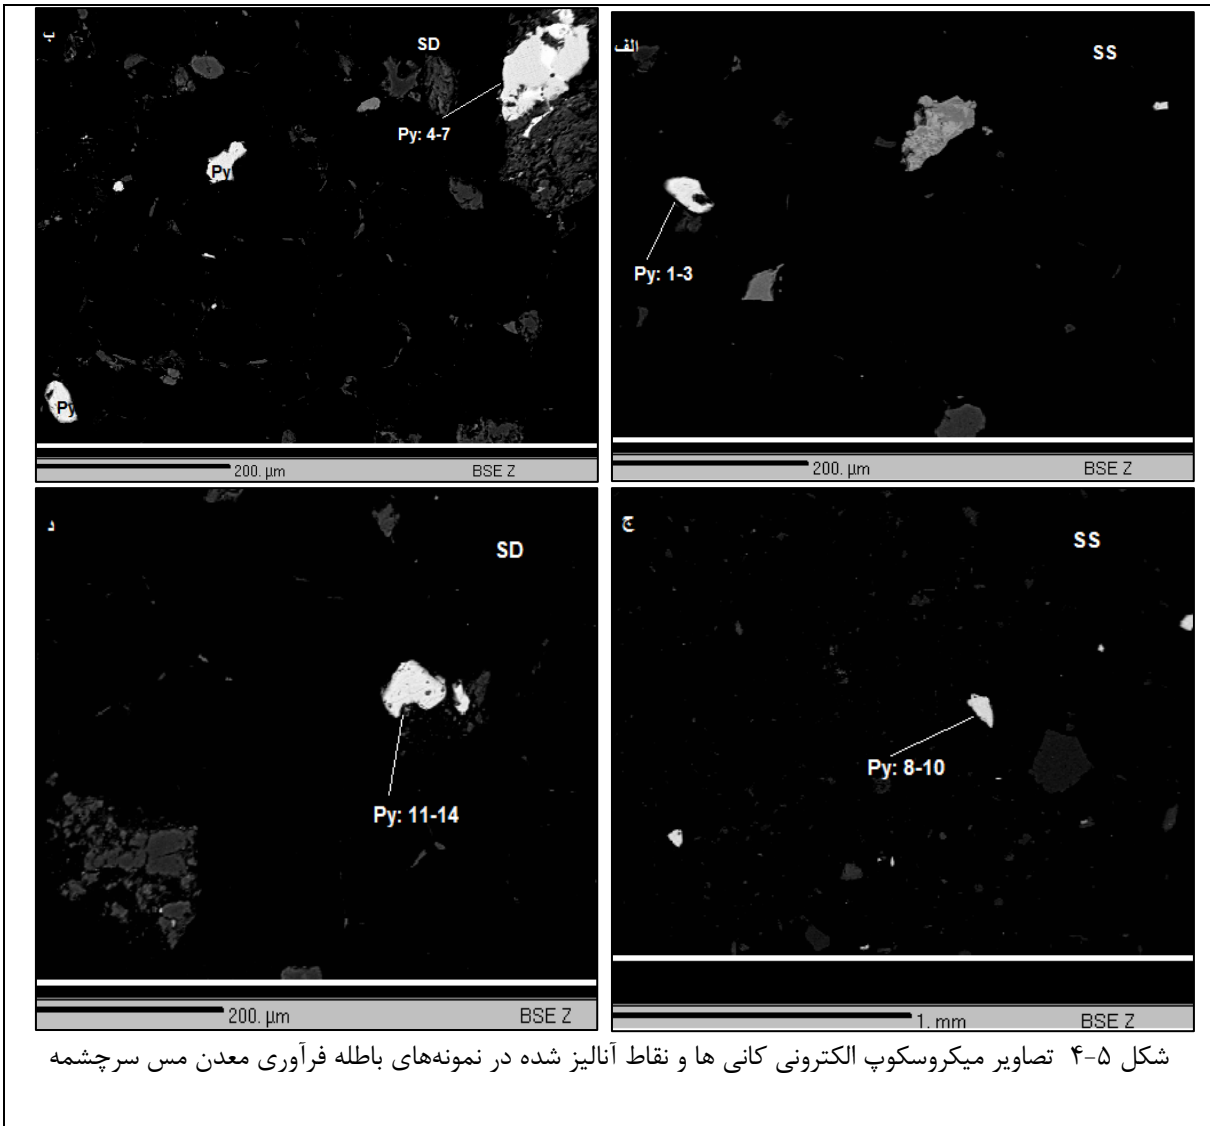 الف
SS
Py: 1-3
200. µm
BSE Z
ب
SD
Py: 4-7
Py
Py
200. µm
BSE Z
ج
SS
Py: 8-10
1. mm
BSE Z
د
SD
Py: 11-14
200. µm
BSE Z
شکل ۵-۴ تصاویر میکروسکوپ الکترونی کانی ها و نقاط آنالیز شده در نمونه‌های باطله فرآوری معدن مس سرچشمه